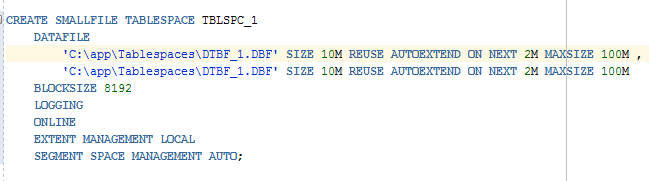 CREATE SMALLFILE TABLESPACE TBLSPC_1
DATAFILE
'C:\app\Tablespaces\DTBF_1.DBF' SIZE 10M REUSE AUTOEXTEND ON NEXT 2M MAXSIZE 100M ,
'C:\app\Tablespaces\DTBF_1.DBF' SIZE 10M REUSE AUTOEXTEND ON NEXT 2M MAXSIZE 100M
BLOCKSIZE 8192
LOGGING
ONLINE
EXTENT MANAGEMENT LOCAL
SEGMENT SPACE MANAGEMENT AUTO;